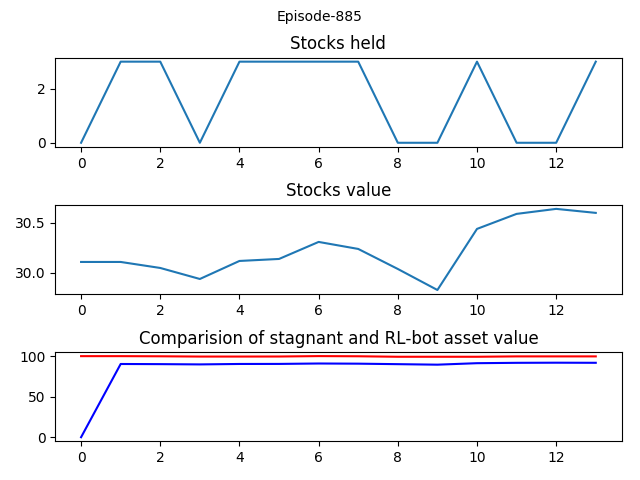 Episode-885
Stocks held
2
0
0 2 4 6 8 10 12
Stocks value
30.5
30.0
0 2 4 6 8 10 12
Comparision of stagnant and RL-bot asset value
100
50
0
0 2 4 6 8 10 12